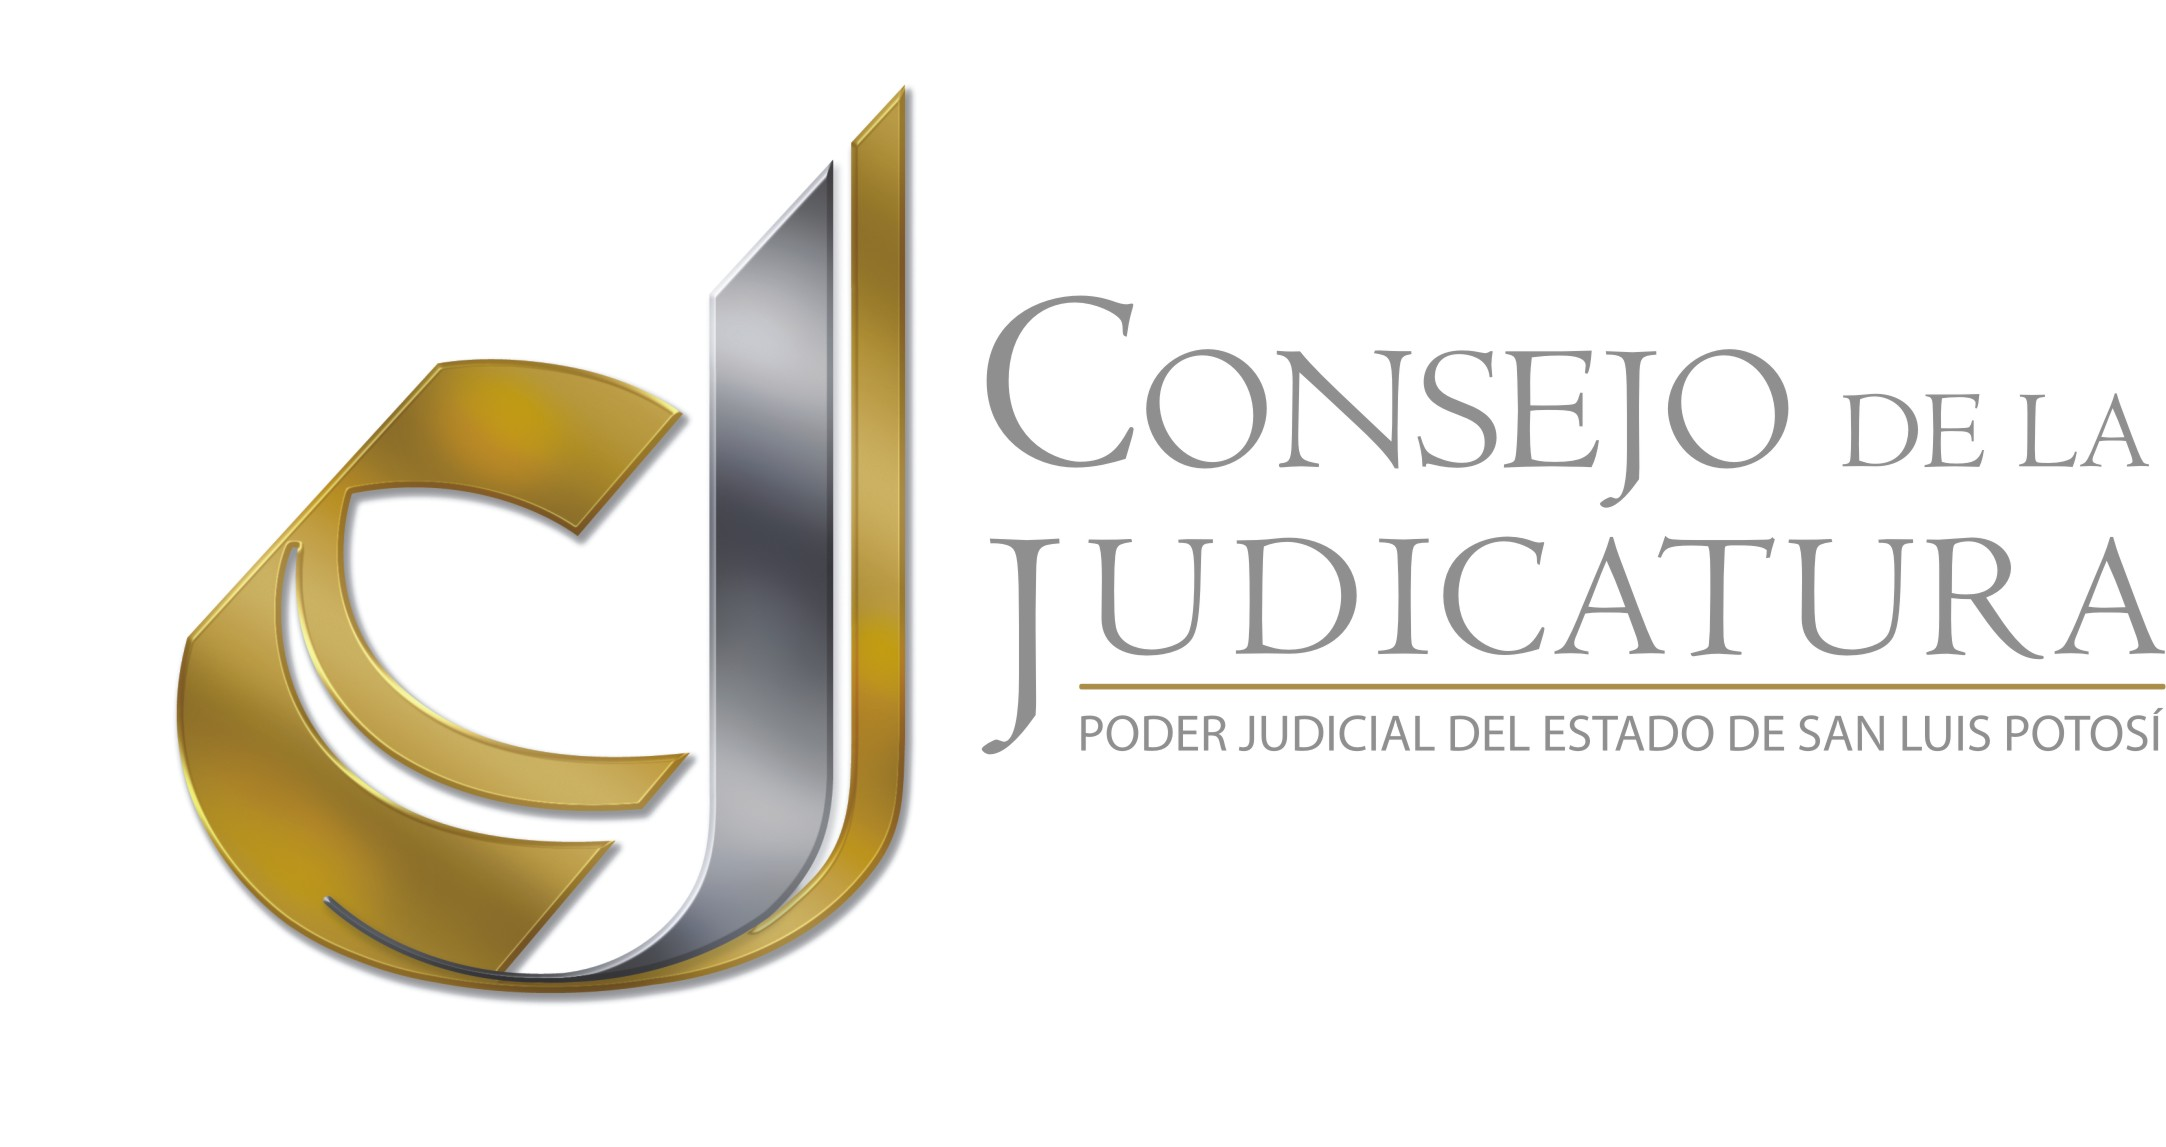 CONSEJO DE LA
JUDICATURA
PODER JUDICIAL DEL ESTADO DE SAN LUIS POTOSÍ